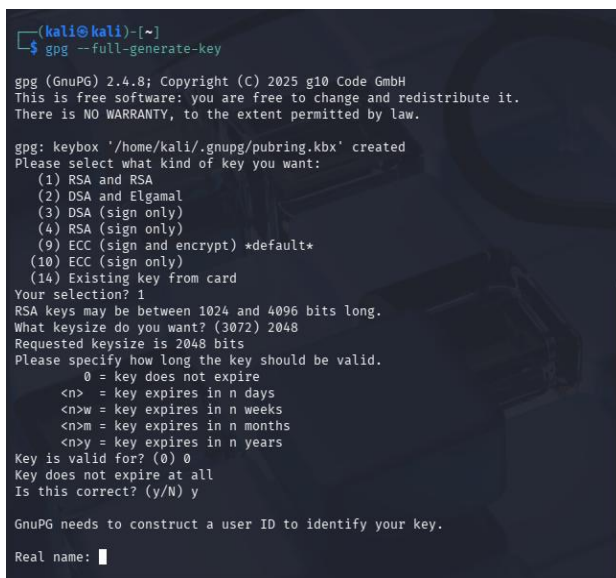 ┌──(kali㉿kali)-[~]
└─$ gpg --full-generate-key
gpg (GnuPG) 2.4.8; Copyright (C) 2025 g10 Code GmbH
This is free software: you are free to change and redistribute it.
There is NO WARRANTY, to the extent permitted by law.
gpg: keybox '/home/kali/.gnupg/pubring.kbx' created
Please select what kind of key you want:
   (1) RSA and RSA
   (2) DSA and Elgamal
   (3) DSA (sign only)
   (4) RSA (sign only)
   (9) ECC (sign and encrypt) *default*
  (10) ECC (sign only)
  (14) Existing key from card
Your selection? 1
RSA keys may be between 1024 and 4096 bits long.
What keysize do you want? (3072) 2048
Requested keysize is 2048 bits
Please specify how long the key should be valid.
         0 = key does not expire
      <n>  = key expires in n days
      <n>w = key expires in n weeks
      <n>m = key expires in n months
      <n>y = key expires in n years
Key is valid for? (0) 0
Key does not expire at all
Is this correct? (y/N) y
GnuPG needs to construct a user ID to identify your key.
Real name: